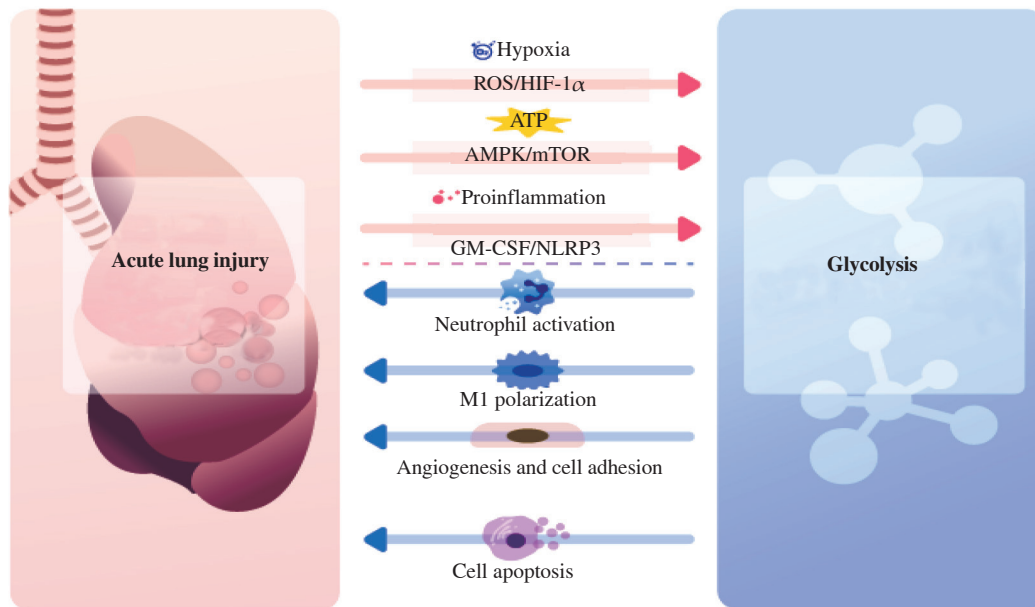 Hypoxia
ROS/HIF-1α
ATP
AMPK/mTOR
Proinflammation
GM-CSF/NLRP3
Acute lung injury
Glycolysis
Neutrophil activation
M1 polarization
Angiogenesis and cell adhesion
Cell apoptosis